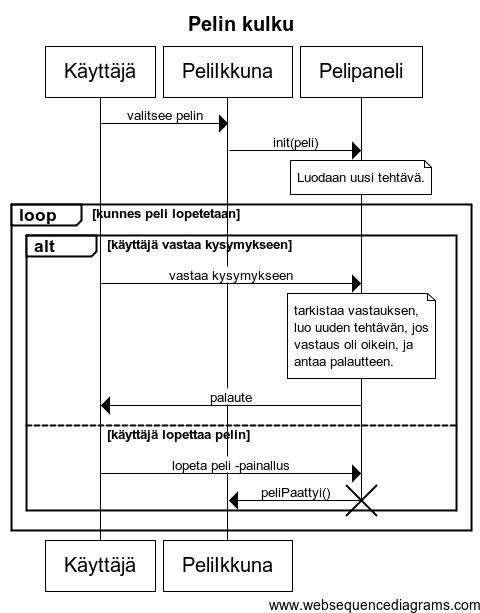 Pelin kulku
Käyttäjä
PeliIkkuna
Pelipaneli
valitsee pelin
init(peli)
Luodaan uusi tehtävä.
loop
[kunnes peli lopetetaan]
alt
[käyttäjä vastaa kysymykseen]
vastaa kysymykseen
tarkistaa vastauksen,
luo uuden tehtävän, jos
vastaus oli oikein, ja
antaa palautteen.
palaute
[käyttäjä lopettaa pelin]
lopeta peli -painallus
peliPaattyi()
Käyttäjä
PeliIkkuna
www.websequencediagrams.com